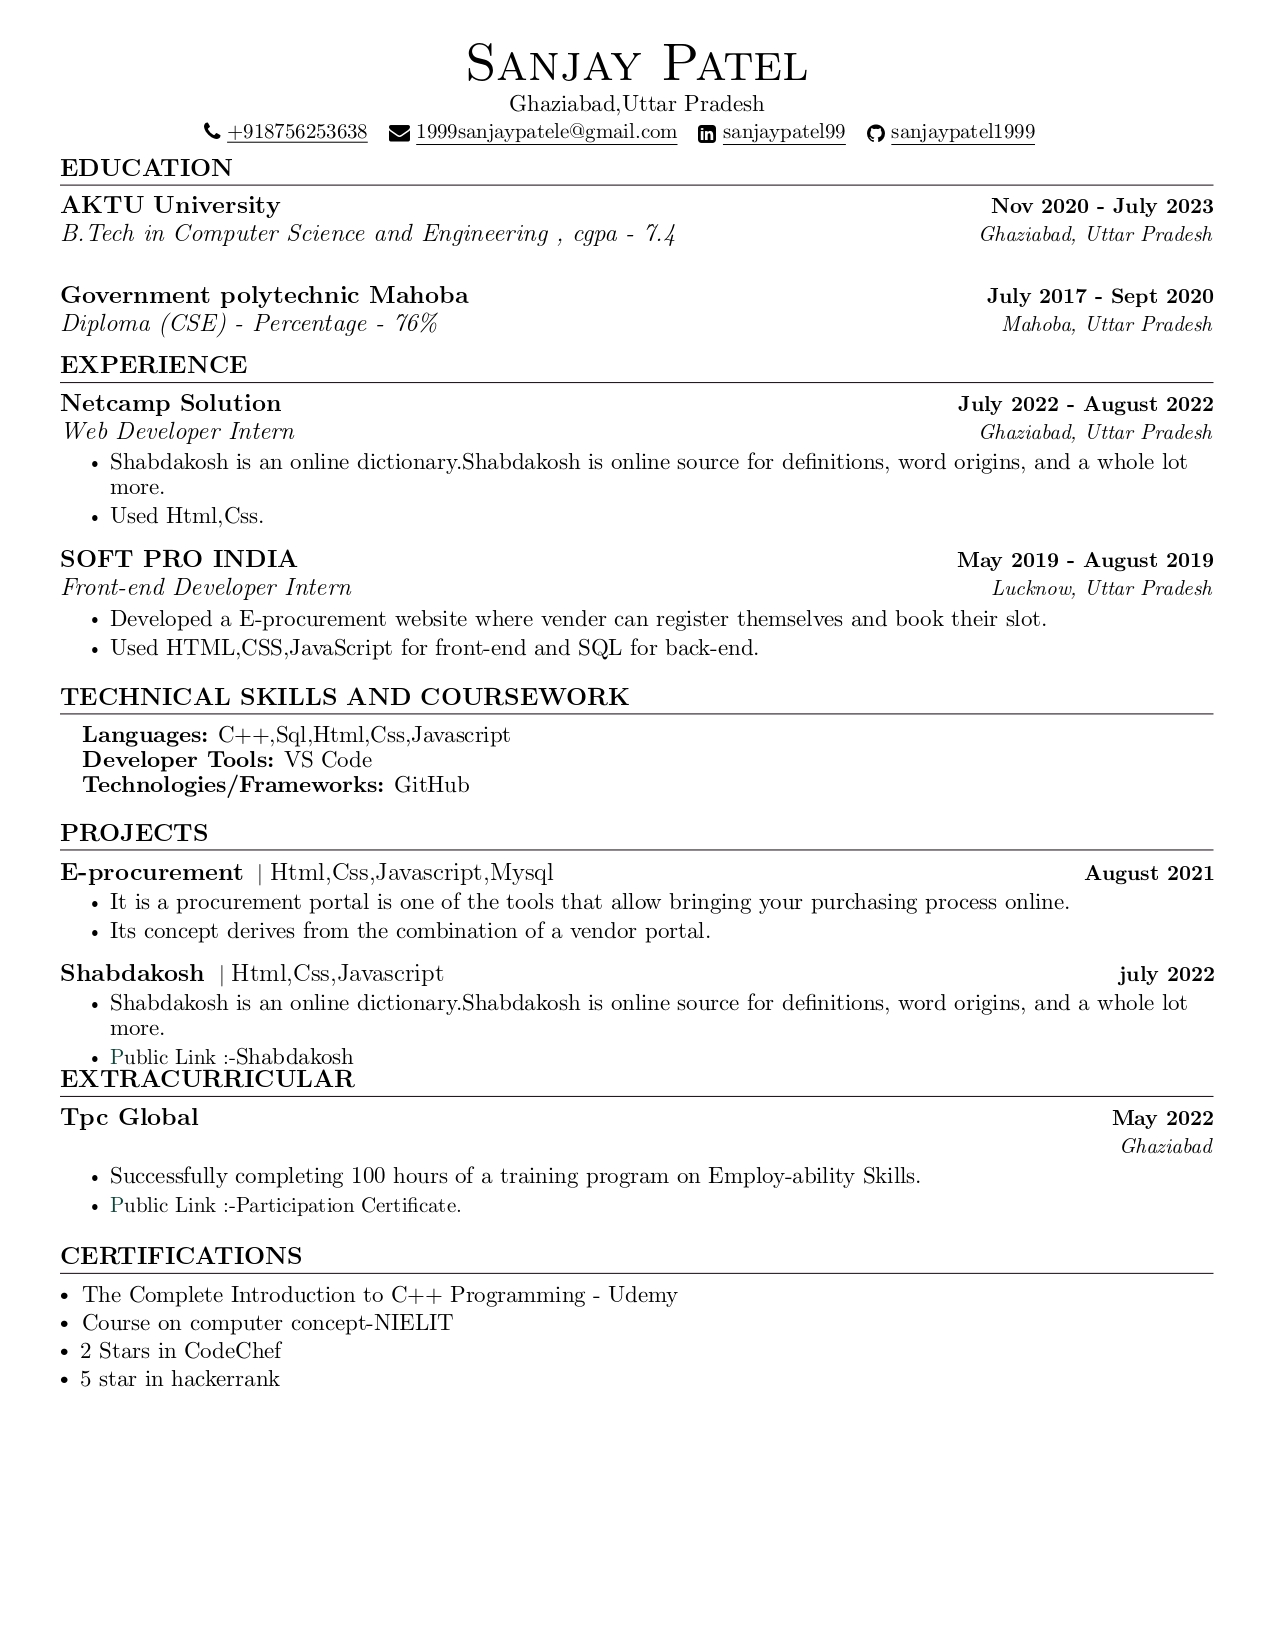 Sanjay Patel
Ghaziabad,Uttar Pradesh
+918756253638 1999sanjaypatele@gmail.com sanjaypatel99 sanjaypatel1999
EDUCATION
AKTU University Nov 2020 - July 2023
B.Tech in Computer Science and Engineering , cgpa - 7.4 Ghaziabad, Uttar Pradesh
Government polytechnic Mahoba July 2017 - Sept 2020
Diploma (CSE) - Percentage - 76% Mahoba, Uttar Pradesh
EXPERIENCE
Netcamp Solution July 2022 - August 2022
Web Developer Intern Ghaziabad, Uttar Pradesh
• Shabdakosh is an online dictionary.Shabdakosh is online source for definitions, word origins, and a whole lot
more.
• Used Html,Css.
SOFT PRO INDIA May 2019 - August 2019
Front-end Developer Intern Lucknow, Uttar Pradesh
• Developed a E-procurement website where vender can register themselves and book their slot.
• Used HTML,CSS,JavaScript for front-end and SQL for back-end.
TECHNICAL SKILLS AND COURSEWORK
Languages: C++,Sql,Html,Css,Javascript
Developer Tools: VS Code
Technologies/Frameworks: GitHub
PROJECTS
E-procurement | Html,Css,Javascript,Mysql August 2021
• It is a procurement portal is one of the tools that allow bringing your purchasing process online.
• Its concept derives from the combination of a vendor portal.
Shabdakosh | Html,Css,Javascript july 2022
• Shabdakosh is an online dictionary.Shabdakosh is online source for definitions, word origins, and a whole lot
more.
• Public Link :-Shabdakosh
EXTRACURRICULAR
Tpc Global May 2022
Ghaziabad
• Successfully completing 100 hours of a training program on Employ-ability Skills.
• Public Link :-Participation Certificate.
CERTIFICATIONS
• The Complete Introduction to C++ Programming - Udemy
• Course on computer concept-NIELIT
• 2 Stars in CodeChef
• 5 star in hackerrank